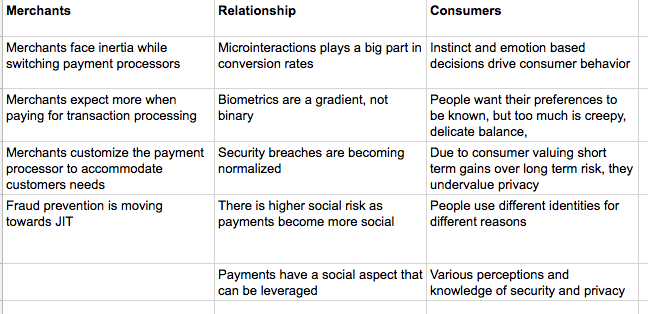 Merchants
Relationship
Consumers
Merchants face inertia while
switching payment processors
Microinteractions plays a big part in
conversion rates
Instinct and emotion based
decisions drive consumer behavior
Merchants expect more when
paying for transaction processing
Biometrics are a gradient, not
binary
People want their preferences to
be known, but too much is creepy,
delicate balance,
Merchants customize the payment
processor to accommodate
customers needs
Security breaches are becoming
normalized
Due to consumer valuing short
term gains over long term risk, they
undervalue privacy
Fraud prevention is moving
towards JIT
There is higher social risk as
payments become more social
People use different identities for
different reasons
Payments have a social aspect that
can be leveraged
Various perceptions and
knowledge of security and privacy